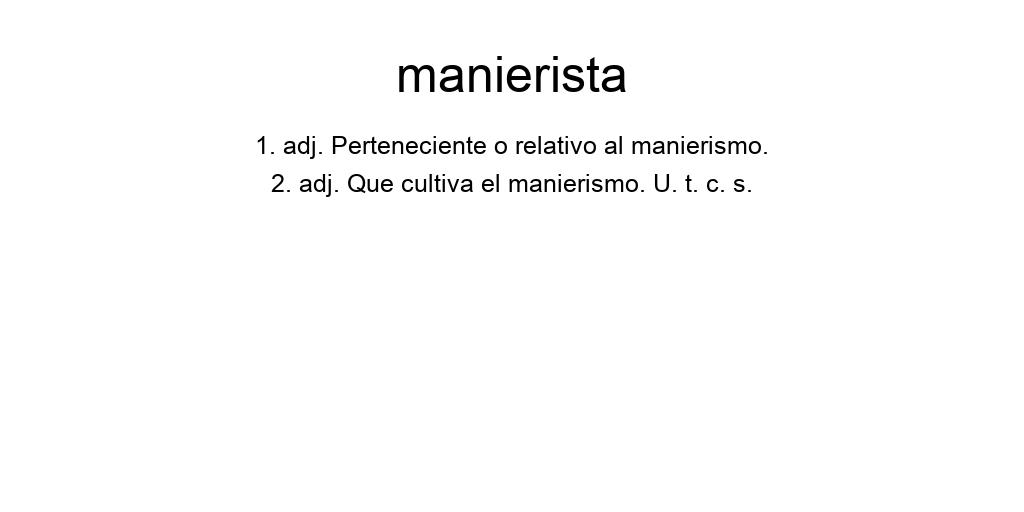 manierista
1. adj. Perteneciente o relativo al manierismo.
2. adj. Que cultiva el manierismo. U. t. c. s.